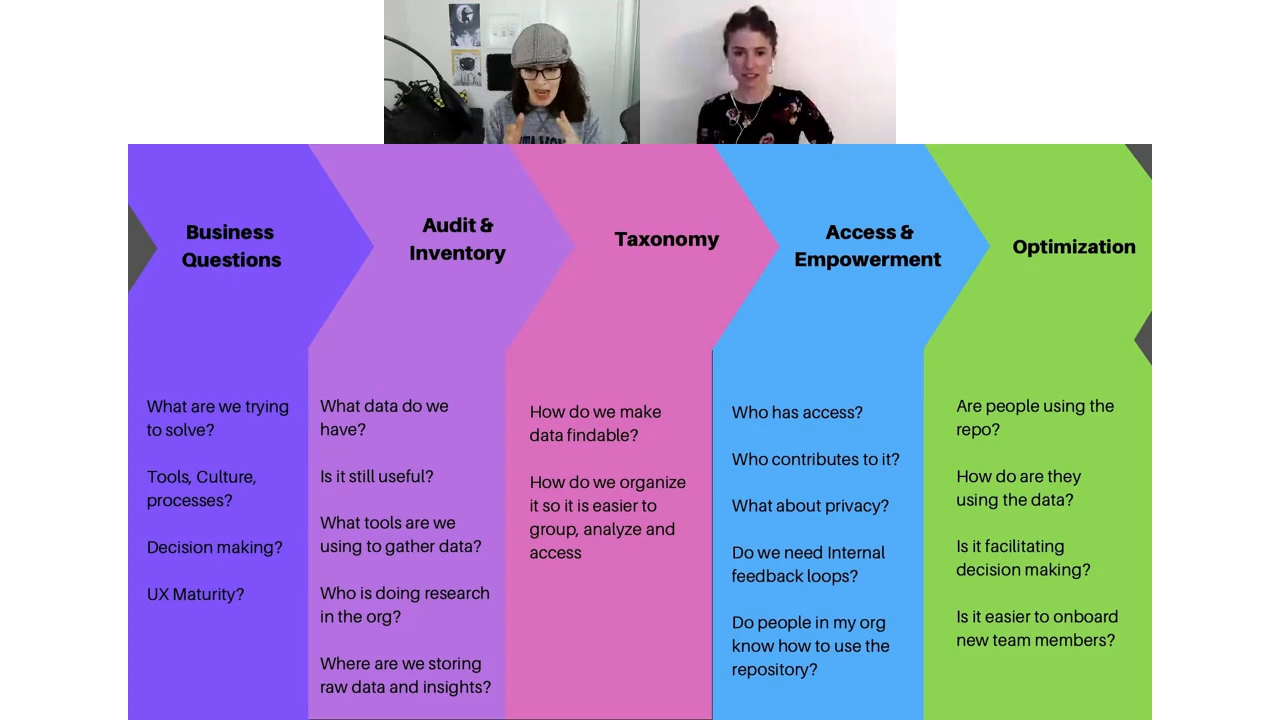 Business
Questions
What are we trying
to solve?
Tools, Culture,
processes?
Decision making?
UX Maturity?
Audit &
Inventory
What data do we
have?
Is it still useful?
What tools are we
using to gather data?
Who is doing research
in the org?
Where are we storing
raw data and insights?
Taxonomy
How do we make
data findable?
How do we organize
it so it is easier to
group, analyze and
access
Access &
Empowerment
Who has access?
Who contributes to it?
What about privacy?
Do we need Internal
feedback loops?
Do people in my org
know how to use the
repository?
Optimization
Are people using the
repo?
How do are they
using the data?
Is it facilitating
decision making?
Is it easier to onboard
new team members?